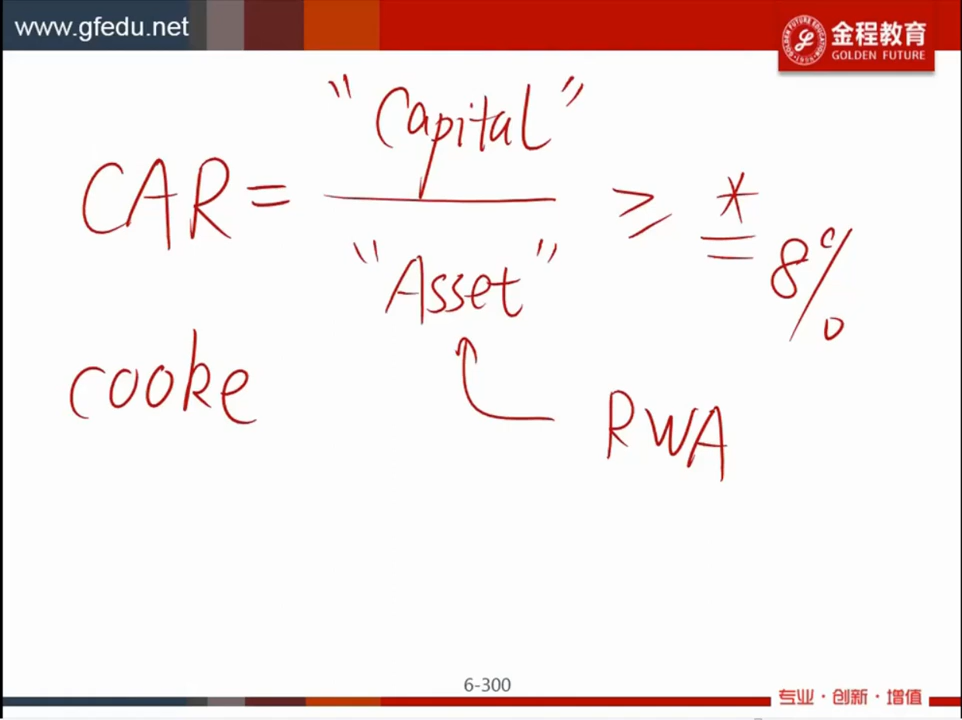 www.gfedu.net
金程教育
GOLDEN FUTURE
CAR = "Capital" / "Asset" ≥ * 8%
cooke
RWA
6-300
专业·创新·增值